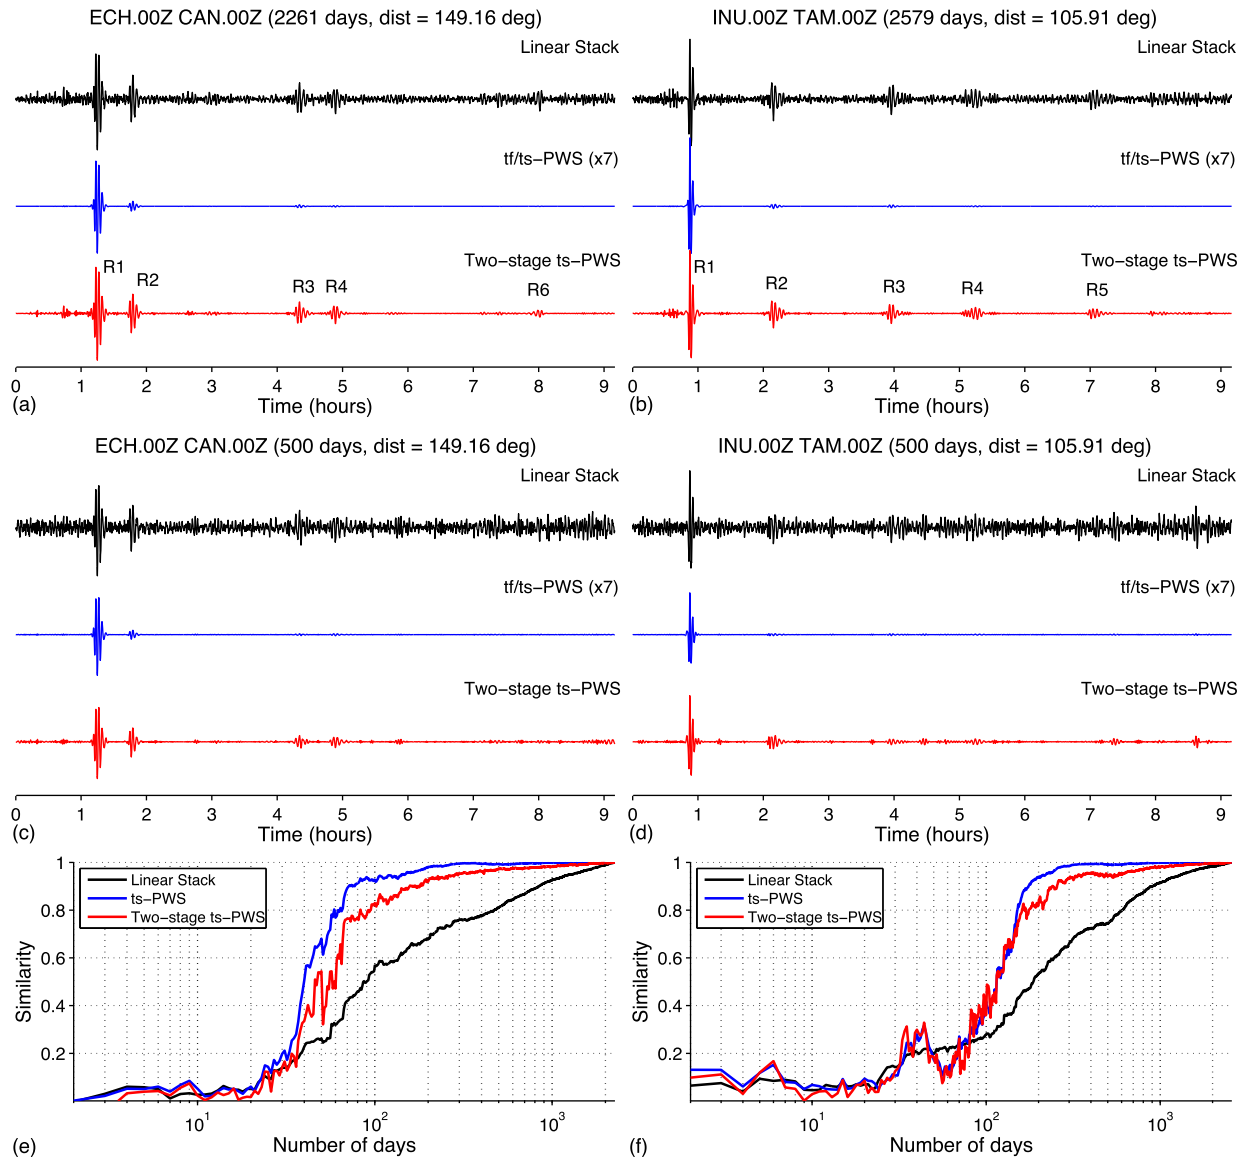 ECH.00Z CAN.00Z (2261 days, dist = 149.16 deg)
Linear Stack
tf/ts−PWS (x7)
Two−stage ts−PWS
R1
R2
R3
R4
R6
0 1 2 3 4 5 6 7 8 9
(a)
Time (hours)
INU.00Z TAM.00Z (2579 days, dist = 105.91 deg)
Linear Stack
tf/ts−PWS (x7)
Two−stage ts−PWS
R1
R2
R3
R4
R5
0 1 2 3 4 5 6 7 8 9
(b)
Time (hours)
ECH.00Z CAN.00Z (500 days, dist = 149.16 deg)
Linear Stack
tf/ts−PWS (x7)
Two−stage ts−PWS
0 1 2 3 4 5 6 7 8 9
(c)
Time (hours)
INU.00Z TAM.00Z (500 days, dist = 105.91 deg)
Linear Stack
tf/ts−PWS (x7)
Two−stage ts−PWS
0 1 2 3 4 5 6 7 8 9
(d)
Time (hours)
1
0.8
0.6
0.4
0.2
Similarity
Linear Stack
ts−PWS
Two−stage ts−PWS
10^1 10^2 10^3
(e)
Number of days
1
0.8
0.6
0.4
0.2
Similarity
Linear Stack
ts−PWS
Two−stage ts−PWS
10^1 10^2 10^3
(f)
Number of days